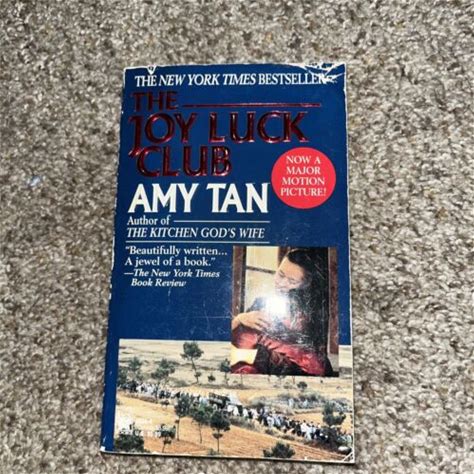 THE NEW YORK TIMES BESTSELLER
THE
JOY LUCK
CLUB
NOW A
MAJOR
MOTION
PICTURE!
AMY TAN
Author of
THE KITCHEN GOD'S WIFE
"Beautifully written...
A jewel of a book."
—The New York Times
Book Review